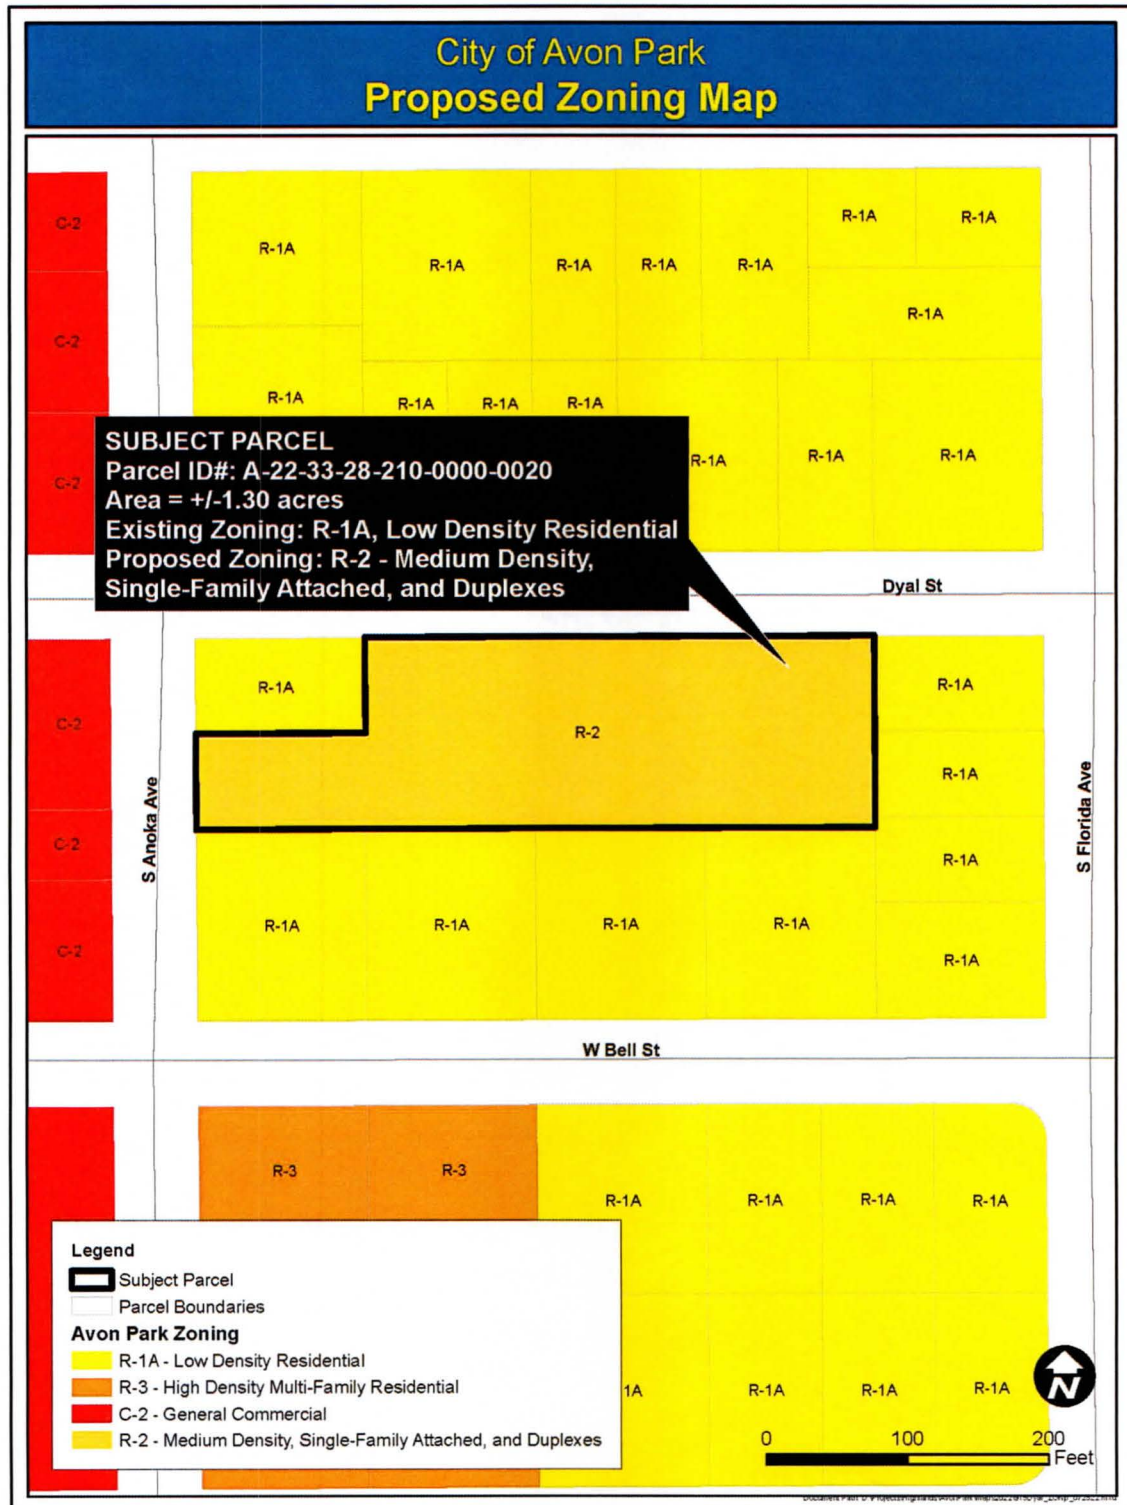 City of Avon Park
Proposed Zoning Map
C-2
R-1A
R-1A
R-1A
R-1A
R-1A
R-1A
R-1A
R-1A
C-2
R-1A
R-1A
R-1A
R-1A
C-2
R-1A
R-1A
R-1A
SUBJECT PARCEL
Parcel ID#: A-22-33-28-210-0000-0020
Area = +/-1.30 acres
Existing Zoning: R-1A, Low Density Residential
Proposed Zoning: R-2 - Medium Density,
Single-Family Attached, and Duplexes
Dyal St
C-2
R-1A
R-2
R-1A
R-1A
S Anoka Ave
S Florida Ave
C-2
R-1A
C-2
R-1A
R-1A
R-1A
R-1A
R-1A
W Bell St
R-3
R-3
R-1A
R-1A
R-1A
R-1A
Legend
Subject Parcel
Parcel Boundaries
Avon Park Zoning
R-1A - Low Density Residential
R-3 - High Density Multi-Family Residential
C-2 - General Commercial
R-2 - Medium Density, Single-Family Attached, and Duplexes
1A
R-1A
R-1A
R-1A
N
0 100 200
Feet